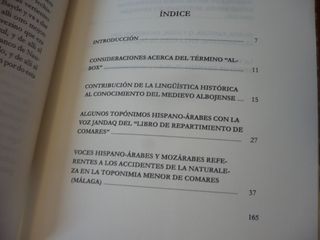 ÍNDICE
INTRODUCCIÓN 7
CONSIDERACIONES ACERCA DEL TÉRMINO "AL-
BOX" 11
CONTRIBUCIÓN DE LA LINGÜÍSTICA HISTÓRICA
AL CONOCIMIENTO DEL MEDIEVO ALBOJENSE ... 15
ALGUNOS TOPÓNIMOS HISPANO-ÁRABES CON LA
VOZ JANDAQ DEL "LIBRO DE REPARTIMIENTO DE
COMARES" 27
VOCES HISPANO-ÁRABES Y MOZÁRABES REFE-
RENTES A LOS ACCIDENTES DE LA NATURALE-
ZA EN LA TOPONIMIA MENOR DE COMARES
(MÁLAGA) 37
165